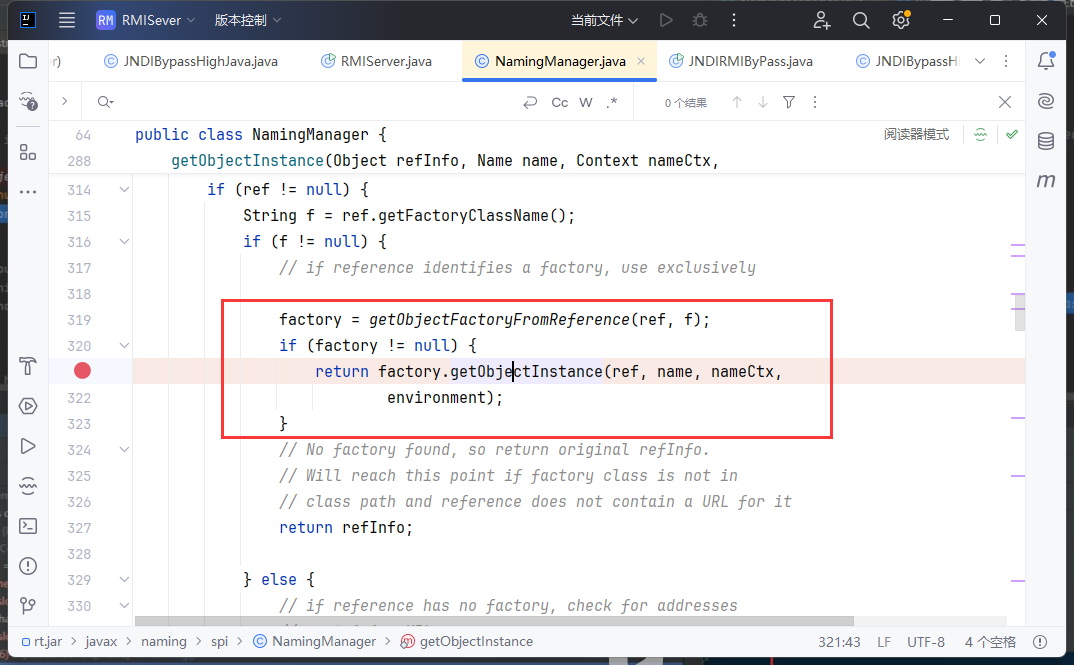 RM RMISever 版本控制 当前文件
r) JNDIBypassHighJava.java RMIServer.java NamingManager.java JNDIRMIByPass.java JNDIBypassH
Cc W .* 0 个结果
64 public class NamingManager { 阅读器模式
288 getObjectInstance(Object refInfo, Name name, Context nameCtx,
314 if (ref != null) {
315 String f = ref.getFactoryClassName();
316 if (f != null) {
317 // if reference identifies a factory, use exclusively
318
319 factory = getObjectFactoryFromReference(ref, f);
320 if (factory != null) {
return factory.getObjectInstance(ref, name, nameCtx,
322 environment);
323 }
324 // No factory found, so return original refInfo.
325 // Will reach this point if factory class is not in
326 // class path and reference does not contain a URL for it
327 return refInfo;
328
329 } else {
330 // if reference has no factory, check for addresses
rt.jar > javax > naming > spi > NamingManager > getObjectInstance 321:43 LF UTF-8 4 个空格